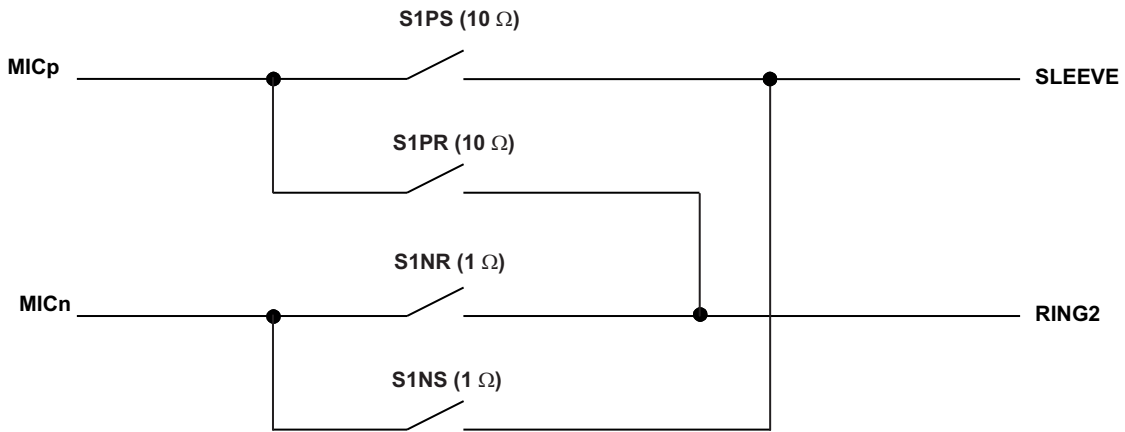 S1PS (10 Ω)
MICp
SLEEVE
S1PR (10 Ω)
S1NR (1 Ω)
MICn
RING2
S1NS (1 Ω)